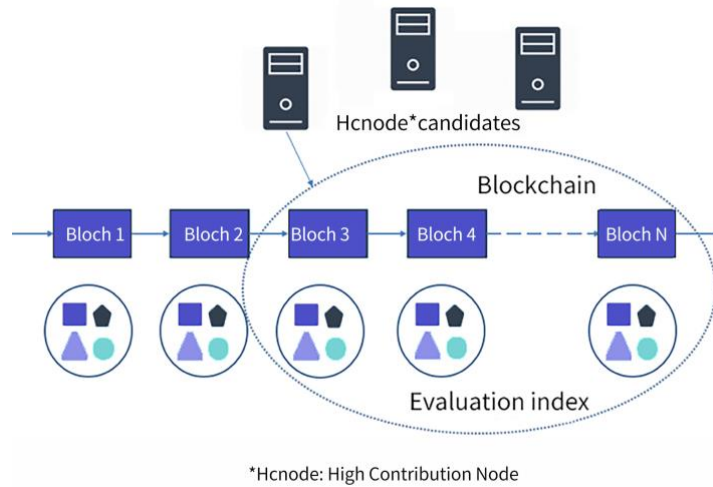 Hcnode*candidates
Blockchain
Bloch 1
Bloch 2
Bloch 3
Bloch 4
Bloch N
Evaluation index
*Hcnode: High Contribution Node